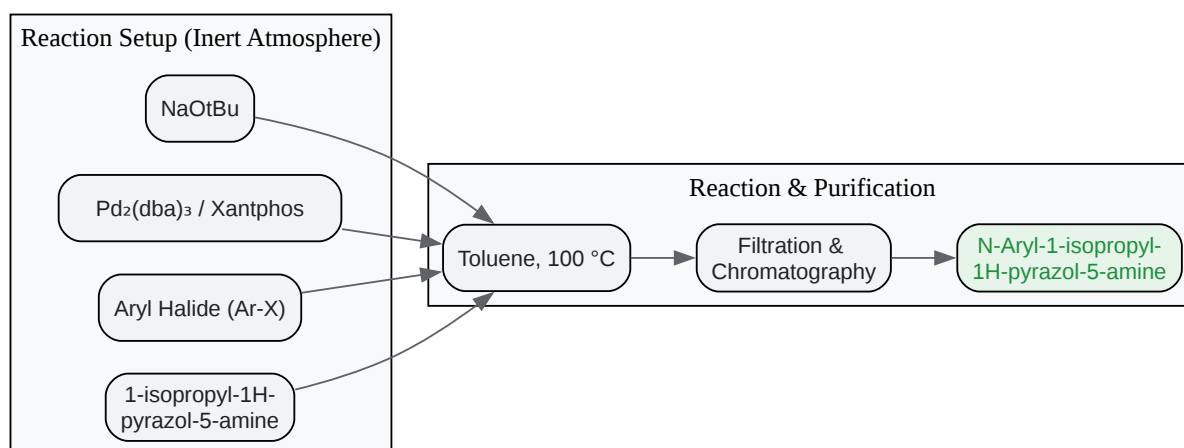 Reaction Setup (Inert Atmosphere)
NaOtBu
Pd₂(dba)₃ / Xantphos
Aryl Halide (Ar-X)
1-isopropyl-1H-
pyrazol-5-amine
Reaction & Purification
Toluene, 100 °C
Filtration &
Chromatography
N-Aryl-1-isopropyl-
1H-pyrazol-5-amine